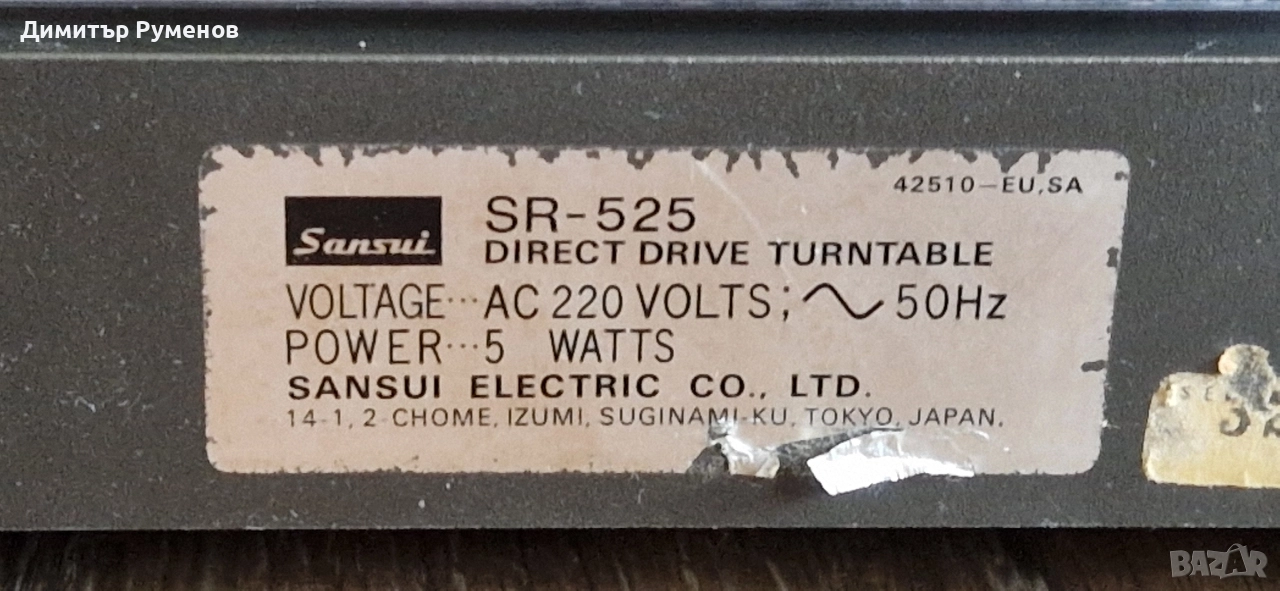 Димитър Руменов
42510-EU,SA
Sansui SR-525
DIRECT DRIVE TURNTABLE
VOLTAGE···AC 220 VOLTS; ∿ 50Hz
POWER···5 WATTS
SANSUI ELECTRIC CO., LTD.
14-1, 2-CHOME, IZUMI, SUGINAMI-KU, TOKYO, JAPAN.
BAZAR